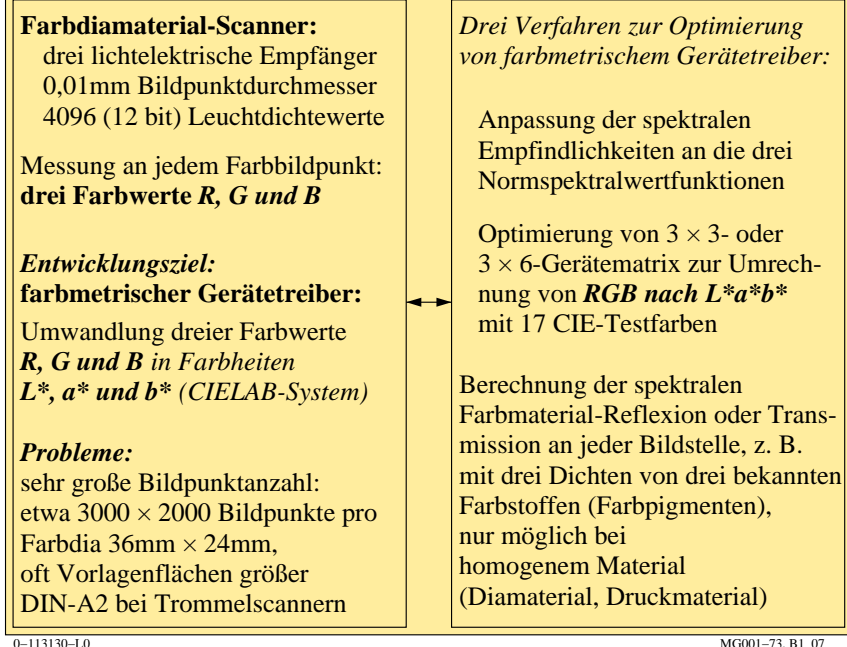 Farbdiamaterial-Scanner:
drei lichtelektrische Empfänger
0,01mm Bildpunktdurchmesser
4096 (12 bit) Leuchtdichtewerte
Messung an jedem Farbbildpunkt:
drei Farbwerte R, G und B
Entwicklungsziel:
farbmetrischer Gerätetreiber:
Umwandlung dreier Farbwerte
R, G und B in Farbheiten
L*, a* und b* (CIELAB-System)
Probleme:
sehr große Bildpunktanzahl:
etwa 3000 × 2000 Bildpunkte pro
Farbdia 36mm × 24mm,
oft Vorlagenflächen größer
DIN-A2 bei Trommelscannern
Drei Verfahren zur Optimierung
von farbmetrischem Gerätetreiber:
Anpassung der spektralen
Empfindlichkeiten an die drei
Normspektralwertfunktionen
Optimierung von 3 × 3- oder
3 × 6-Gerätematrix zur Umrech-
nung von RGB nach L*a*b*
mit 17 CIE-Testfarben
Berechnung der spektralen
Farbmaterial-Reflexion oder Trans-
mission an jeder Bildstelle, z. B.
mit drei Dichten von drei bekannten
Farbstoffen (Farbpigmenten),
nur möglich bei
homogenem Material
(Diamaterial, Druckmaterial)
0–113130–L0
MG001–73, B1_07